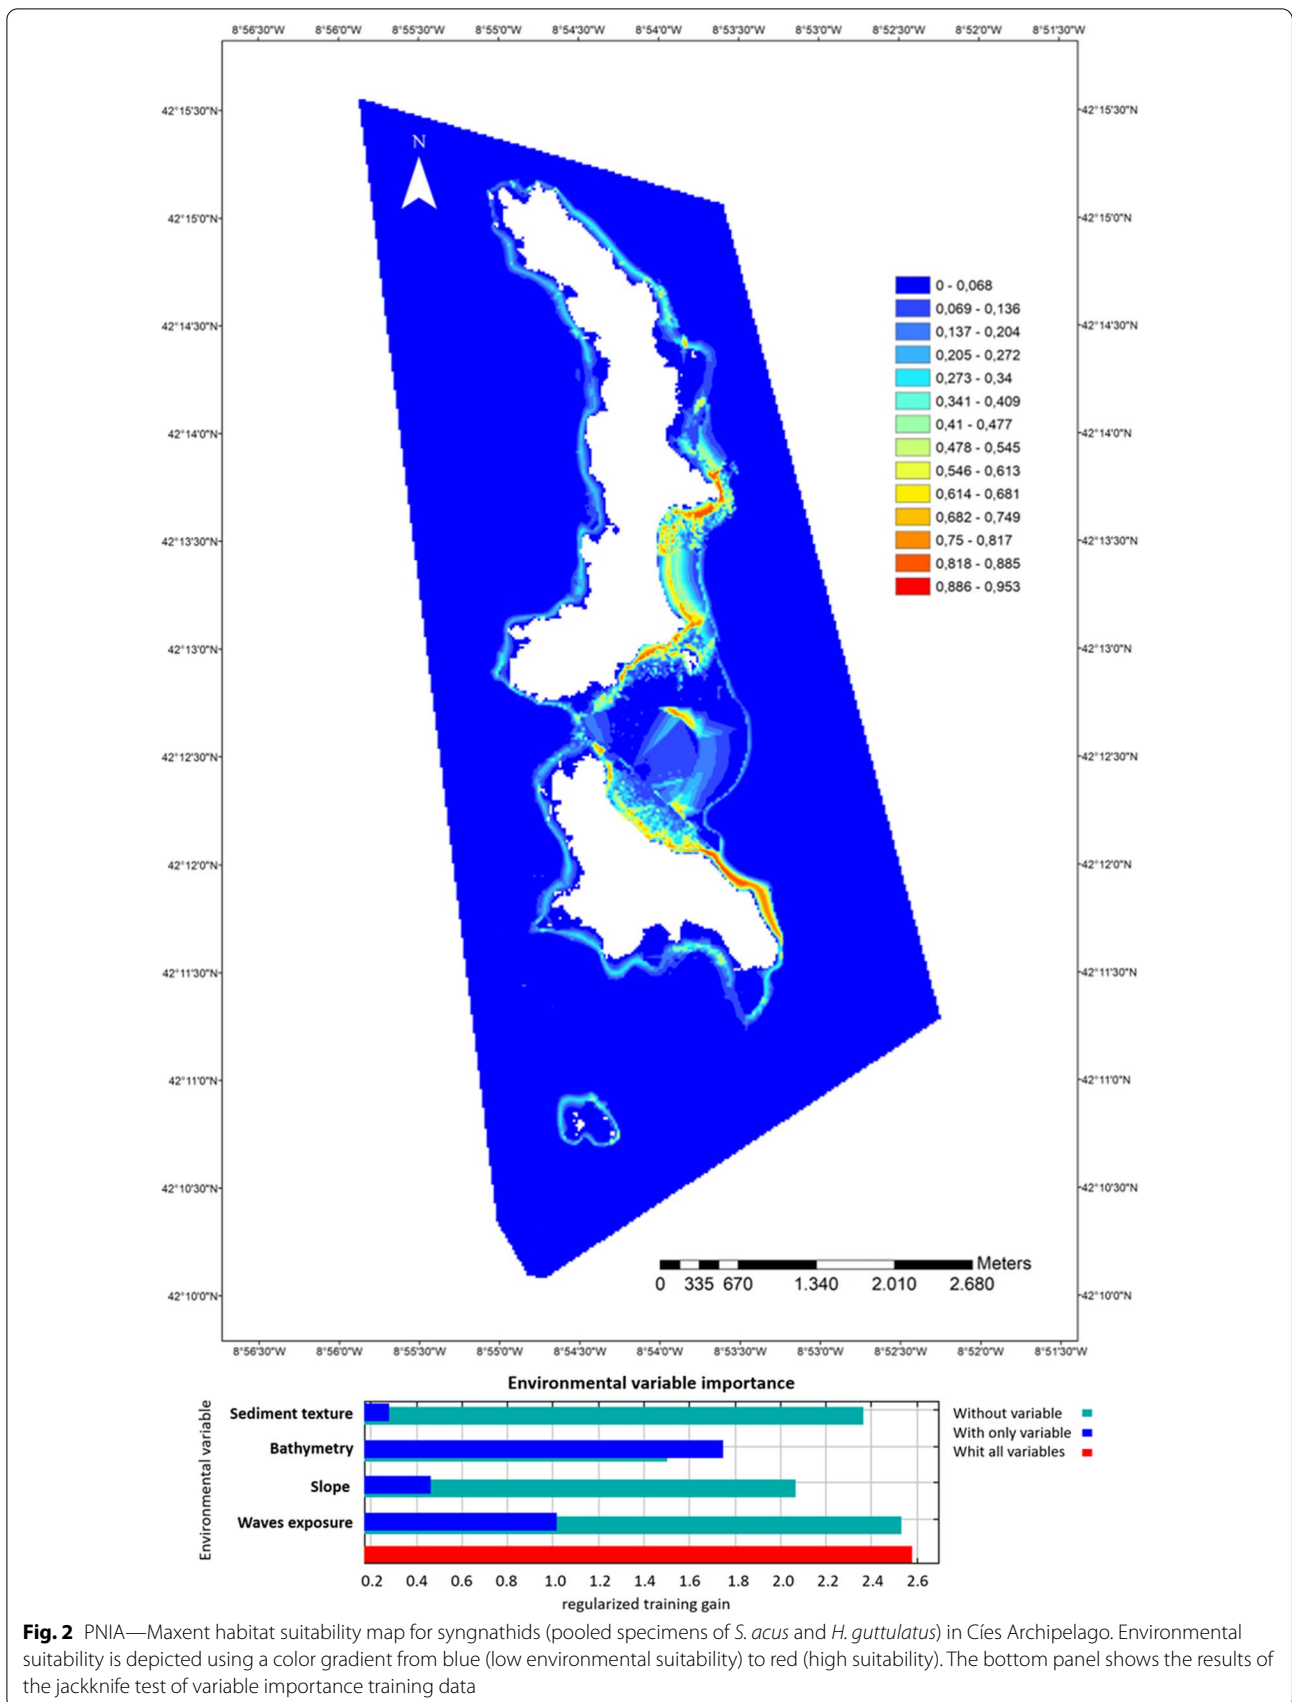 8°56'30"W 8°56'0"W 8°55'30"W 8°55'0"W 8°54'30"W 8°54'0"W 8°53'30"W 8°53'0"W 8°52'30"W 8°52'0"W 8°51'30"W
42°15'30"N 42°15'30"N
N
42°15'0"N 42°15'0"N
0 - 0,068
0,069 - 0,136
42°14'30"N 0,137 - 0,204 42°14'30"N
0,205 - 0,272
0,273 - 0,34
0,341 - 0,409
42°14'0"N 0,41 - 0,477 42°14'0"N
0,478 - 0,545
0,546 - 0,613
0,614 - 0,681
0,682 - 0,749
42°13'30"N 0,75 - 0,817 42°13'30"N
0,818 - 0,885
0,886 - 0,953
42°13'0"N 42°13'0"N
42°12'30"N 42°12'30"N
42°12'0"N 42°12'0"N
42°11'30"N 42°11'30"N
42°11'0"N 42°11'0"N
42°10'30"N 42°10'30"N
Meters
0 335 670 1.340 2.010 2.680
42°10'0"N 42°10'0"N
8°56'30"W 8°56'0"W 8°55'30"W 8°55'0"W 8°54'30"W 8°54'0"W 8°53'30"W 8°53'0"W 8°52'30"W 8°52'0"W 8°51'30"W
Environmental variable importance
Environmental variable
Sediment texture
Bathymetry
Slope
Waves exposure
Without variable
With only variable
Whit all variables
0.2 0.4 0.6 0.8 1.0 1.2 1.4 1.6 1.8 2.0 2.2 2.4 2.6
regularized training gain
Fig. 2 PNIA—Maxent habitat suitability map for syngnathids (pooled specimens of S. acus and H. guttulatus) in Cíes Archipelago. Environmental
suitability is depicted using a color gradient from blue (low environmental suitability) to red (high suitability). The bottom panel shows the results of
the jackknife test of variable importance training data